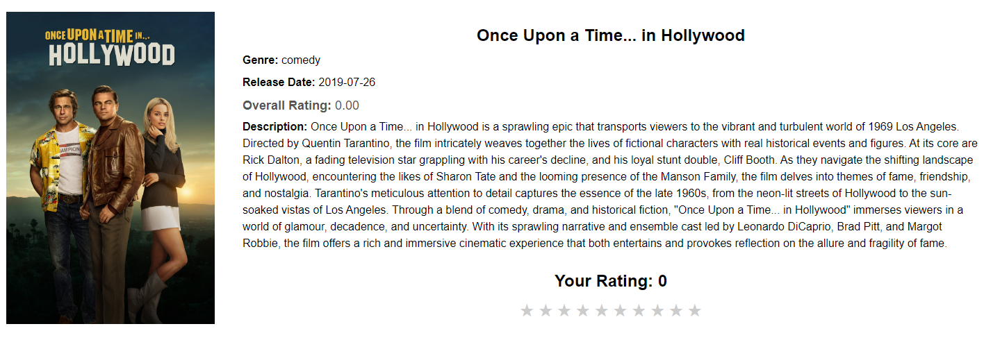 ONCE UPON A TIME IN...
HOLLYWOOD
CHAMPION
Once Upon a Time... in Hollywood
Genre: comedy
Release Date: 2019-07-26
Overall Rating: 0.00
Description: Once Upon a Time... in Hollywood is a sprawling epic that transports viewers to the vibrant and turbulent world of 1969 Los Angeles.
Directed by Quentin Tarantino, the film intricately weaves together the lives of fictional characters with real historical events and figures. At its core are
Rick Dalton, a fading television star grappling with his career's decline, and his loyal stunt double, Cliff Booth. As they navigate the shifting landscape
of Hollywood, encountering the likes of Sharon Tate and the looming presence of the Manson Family, the film delves into themes of fame, friendship,
and nostalgia. Tarantino's meticulous attention to detail captures the essence of the late 1960s, from the neon-lit streets of Hollywood to the sun-
soaked vistas of Los Angeles. Through a blend of comedy, drama, and historical fiction, "Once Upon a Time... in Hollywood" immerses viewers in a
world of glamour, decadence, and uncertainty. With its sprawling narrative and ensemble cast led by Leonardo DiCaprio, Brad Pitt, and Margot
Robbie, the film offers a rich and immersive cinematic experience that both entertains and provokes reflection on the allure and fragility of fame.
Your Rating: 0